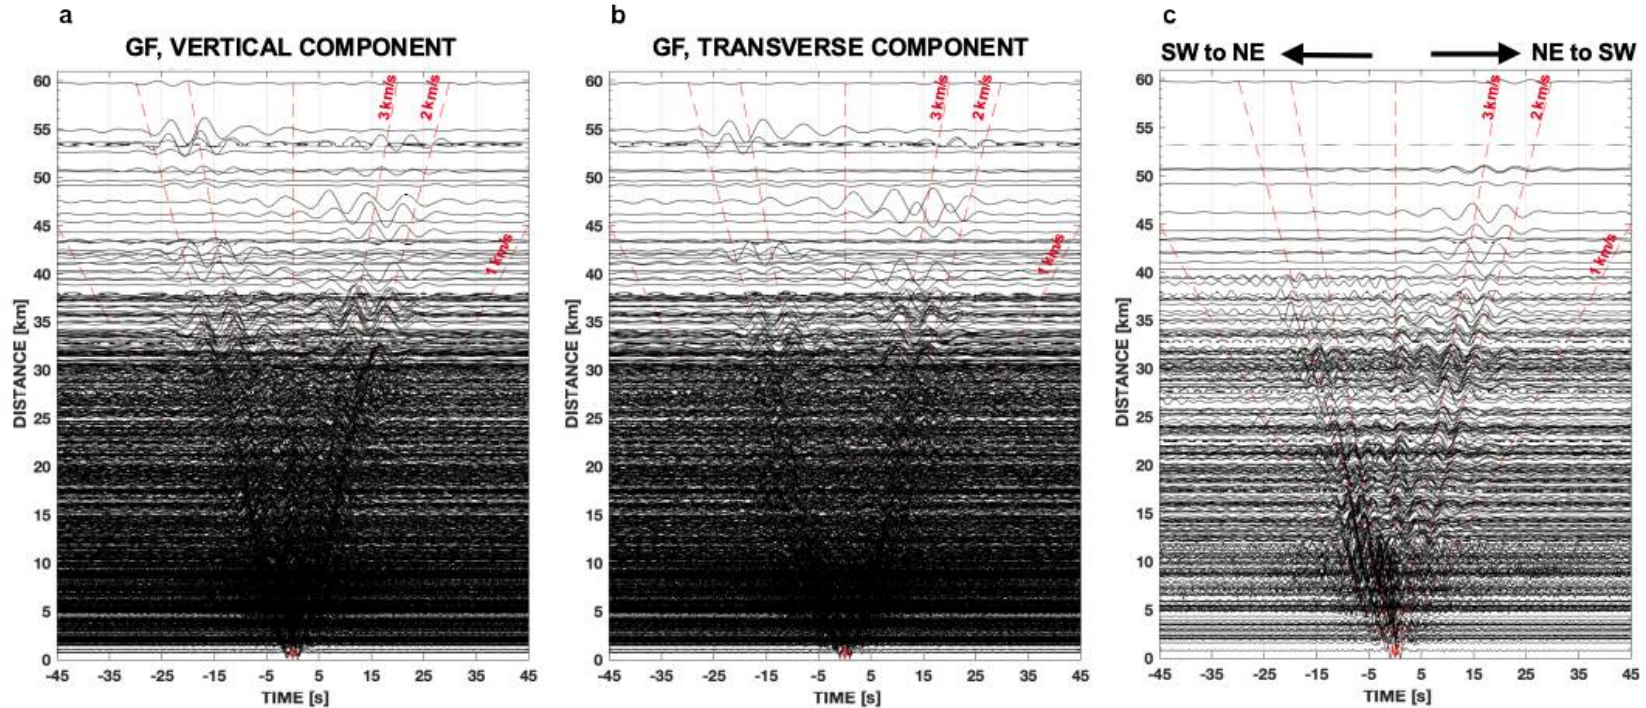 a
GF, VERTICAL COMPONENT
60
55
50
45
40
35
30
25
20
15
10
5
0
DISTANCE [km]
3 km/s
2 km/s
1 km/s
-45 -35 -25 -15 -5 5 15 25 35 45
TIME [s]
b
GF, TRANSVERSE COMPONENT
60
55
50
45
40
35
30
25
20
15
10
5
0
DISTANCE [km]
3 km/s
2 km/s
1 km/s
-45 -35 -25 -15 -5 5 15 25 35 45
TIME [s]
c
SW to NE
NE to SW
60
55
50
45
40
35
30
25
20
15
10
5
0
DISTANCE [km]
3 km/s
2 km/s
1 km/s
-45 -35 -25 -15 -5 5 15 25 35 45
TIME [s]